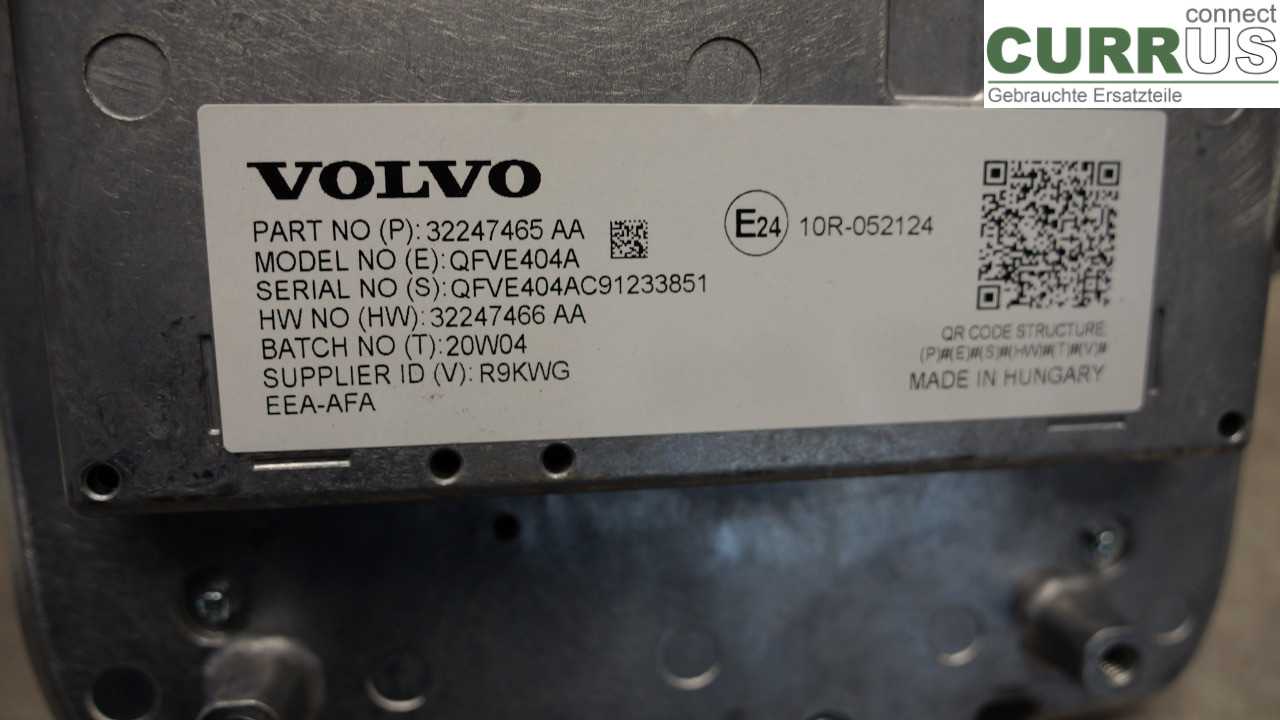 connect
CURRUS
Gebrauchte Ersatzteile
VOLVO
PART NO (P): 32247465 AA
MODEL NO (E): QFVE404A
SERIAL NO (S): QFVE404AC91233851
HW NO (HW): 32247466 AA
BATCH NO (T): 20W04
SUPPLIER ID (V): R9KWG
EEA-AFA
E24 10R-052124
QR CODE STRUCTURE:
(P)#(E)#(S)#(HW)#(T)#(V)#
MADE IN HUNGARY